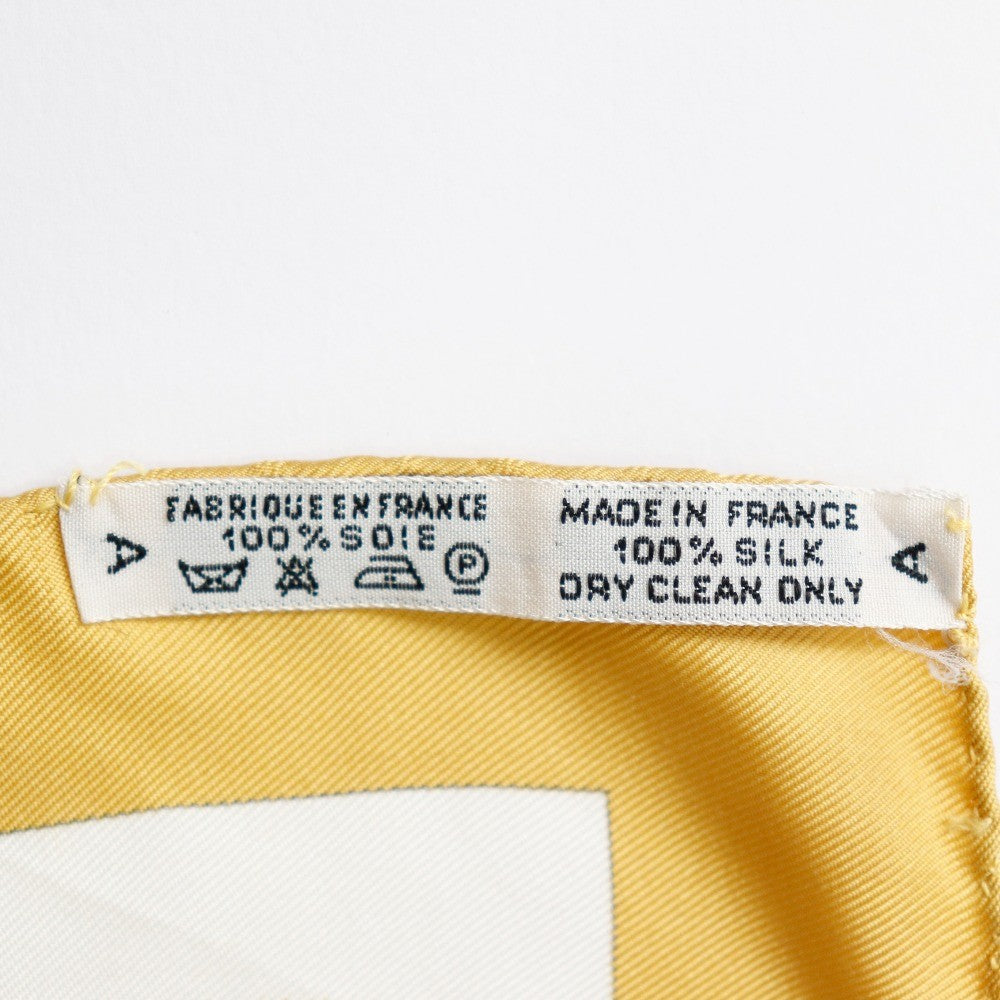 FABRIQUE EN FRANCE
100% SOIE
P
A
MADE IN FRANCE
100% SILK
DRY CLEAN ONLY
A